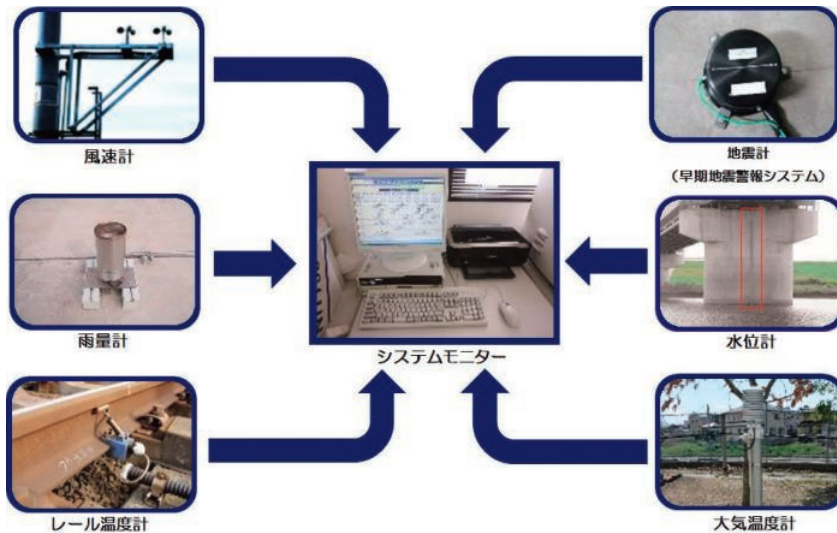 風速計
地震計
(早期地震警報システム)
雨量計
システムモニター
水位計
レール温度計
大気温度計